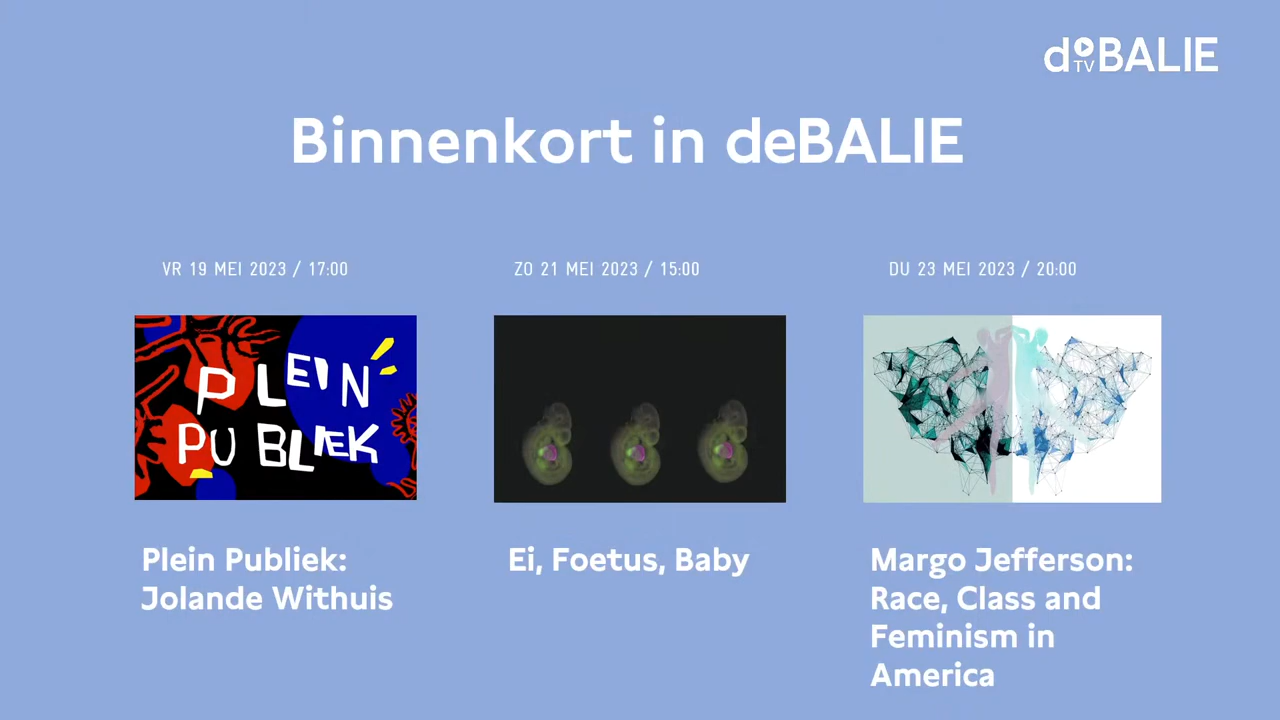 deBALIE
TV
Binnenkort in deBALIE
VR 19 MEI 2023 / 17:00
PLEIN
PUBLIEK
Plein Publiek:
Jolande Withuis
ZO 21 MEI 2023 / 15:00
Ei, Foetus, Baby
DU 23 MEI 2023 / 20:00
Margo Jefferson:
Race, Class and
Feminism in
America